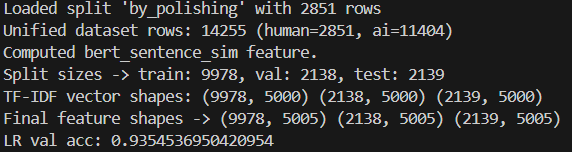 Loaded split 'by_polishing' with 2851 rows
Unified dataset rows: 14255 (human=2851, ai=11404)
Computed bert_sentence_sim feature.
Split sizes -> train: 9978, val: 2138, test: 2139
TF-IDF vector shapes: (9978, 5000) (2138, 5000) (2139, 5000)
Final feature shapes -> (9978, 5005) (2138, 5005) (2139, 5005)
LR val acc: 0.9354536950420954